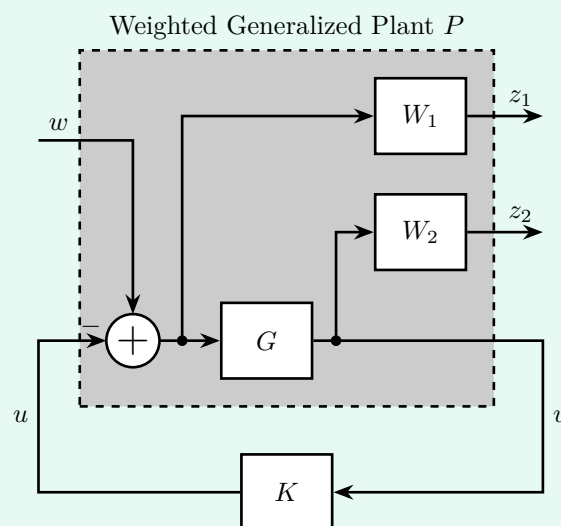 Weighted Generalized Plant P
W₁
z₁
w
W₂
z₂
−
+
G
u
K